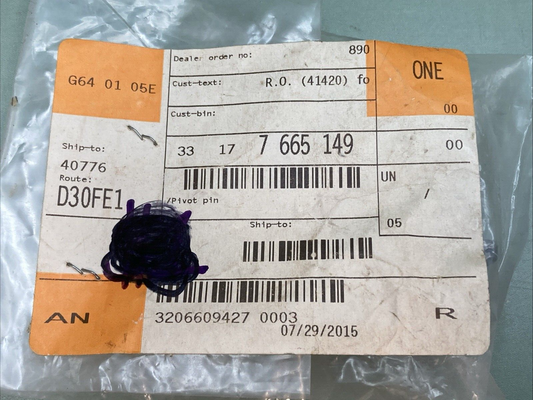 Dealer order no: 890
G64 01 05E
Cust-text: R.O. (41420) fo
ONE
00
Cust-bin:
33 17 7 665 149
00
Ship-to:
40776
Route:
D30FE1
/Pivot pin
UN
/
05
Ship-to:
AN
3206609427 0003
R
07/29/2015